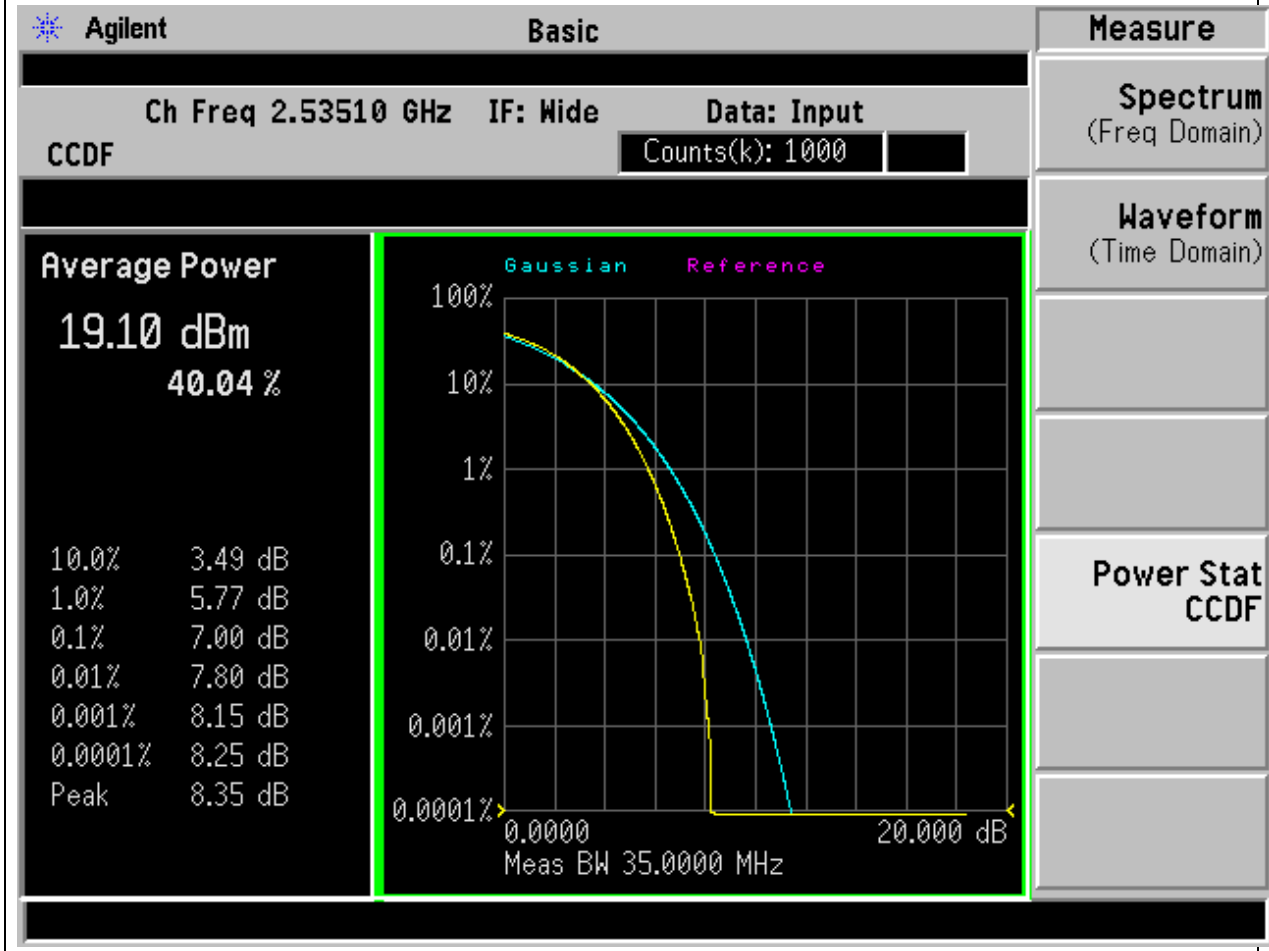 Agilent Basic Measure
Ch Freq 2.53510 GHz IF: Wide Data: Input
CCDF Counts(k): 1000
Average Power
19.10 dBm
40.04 %
10.0% 3.49 dB
1.0% 5.77 dB
0.1% 7.00 dB
0.01% 7.80 dB
0.001% 8.15 dB
0.0001% 8.25 dB
Peak 8.35 dB
Gaussian Reference
100%
10%
1%
0.1%
0.01%
0.001%
0.0001%
0.0000 20.000 dB
Meas BW 35.0000 MHz
Spectrum
(Freq Domain)
Waveform
(Time Domain)
Power Stat
CCDF